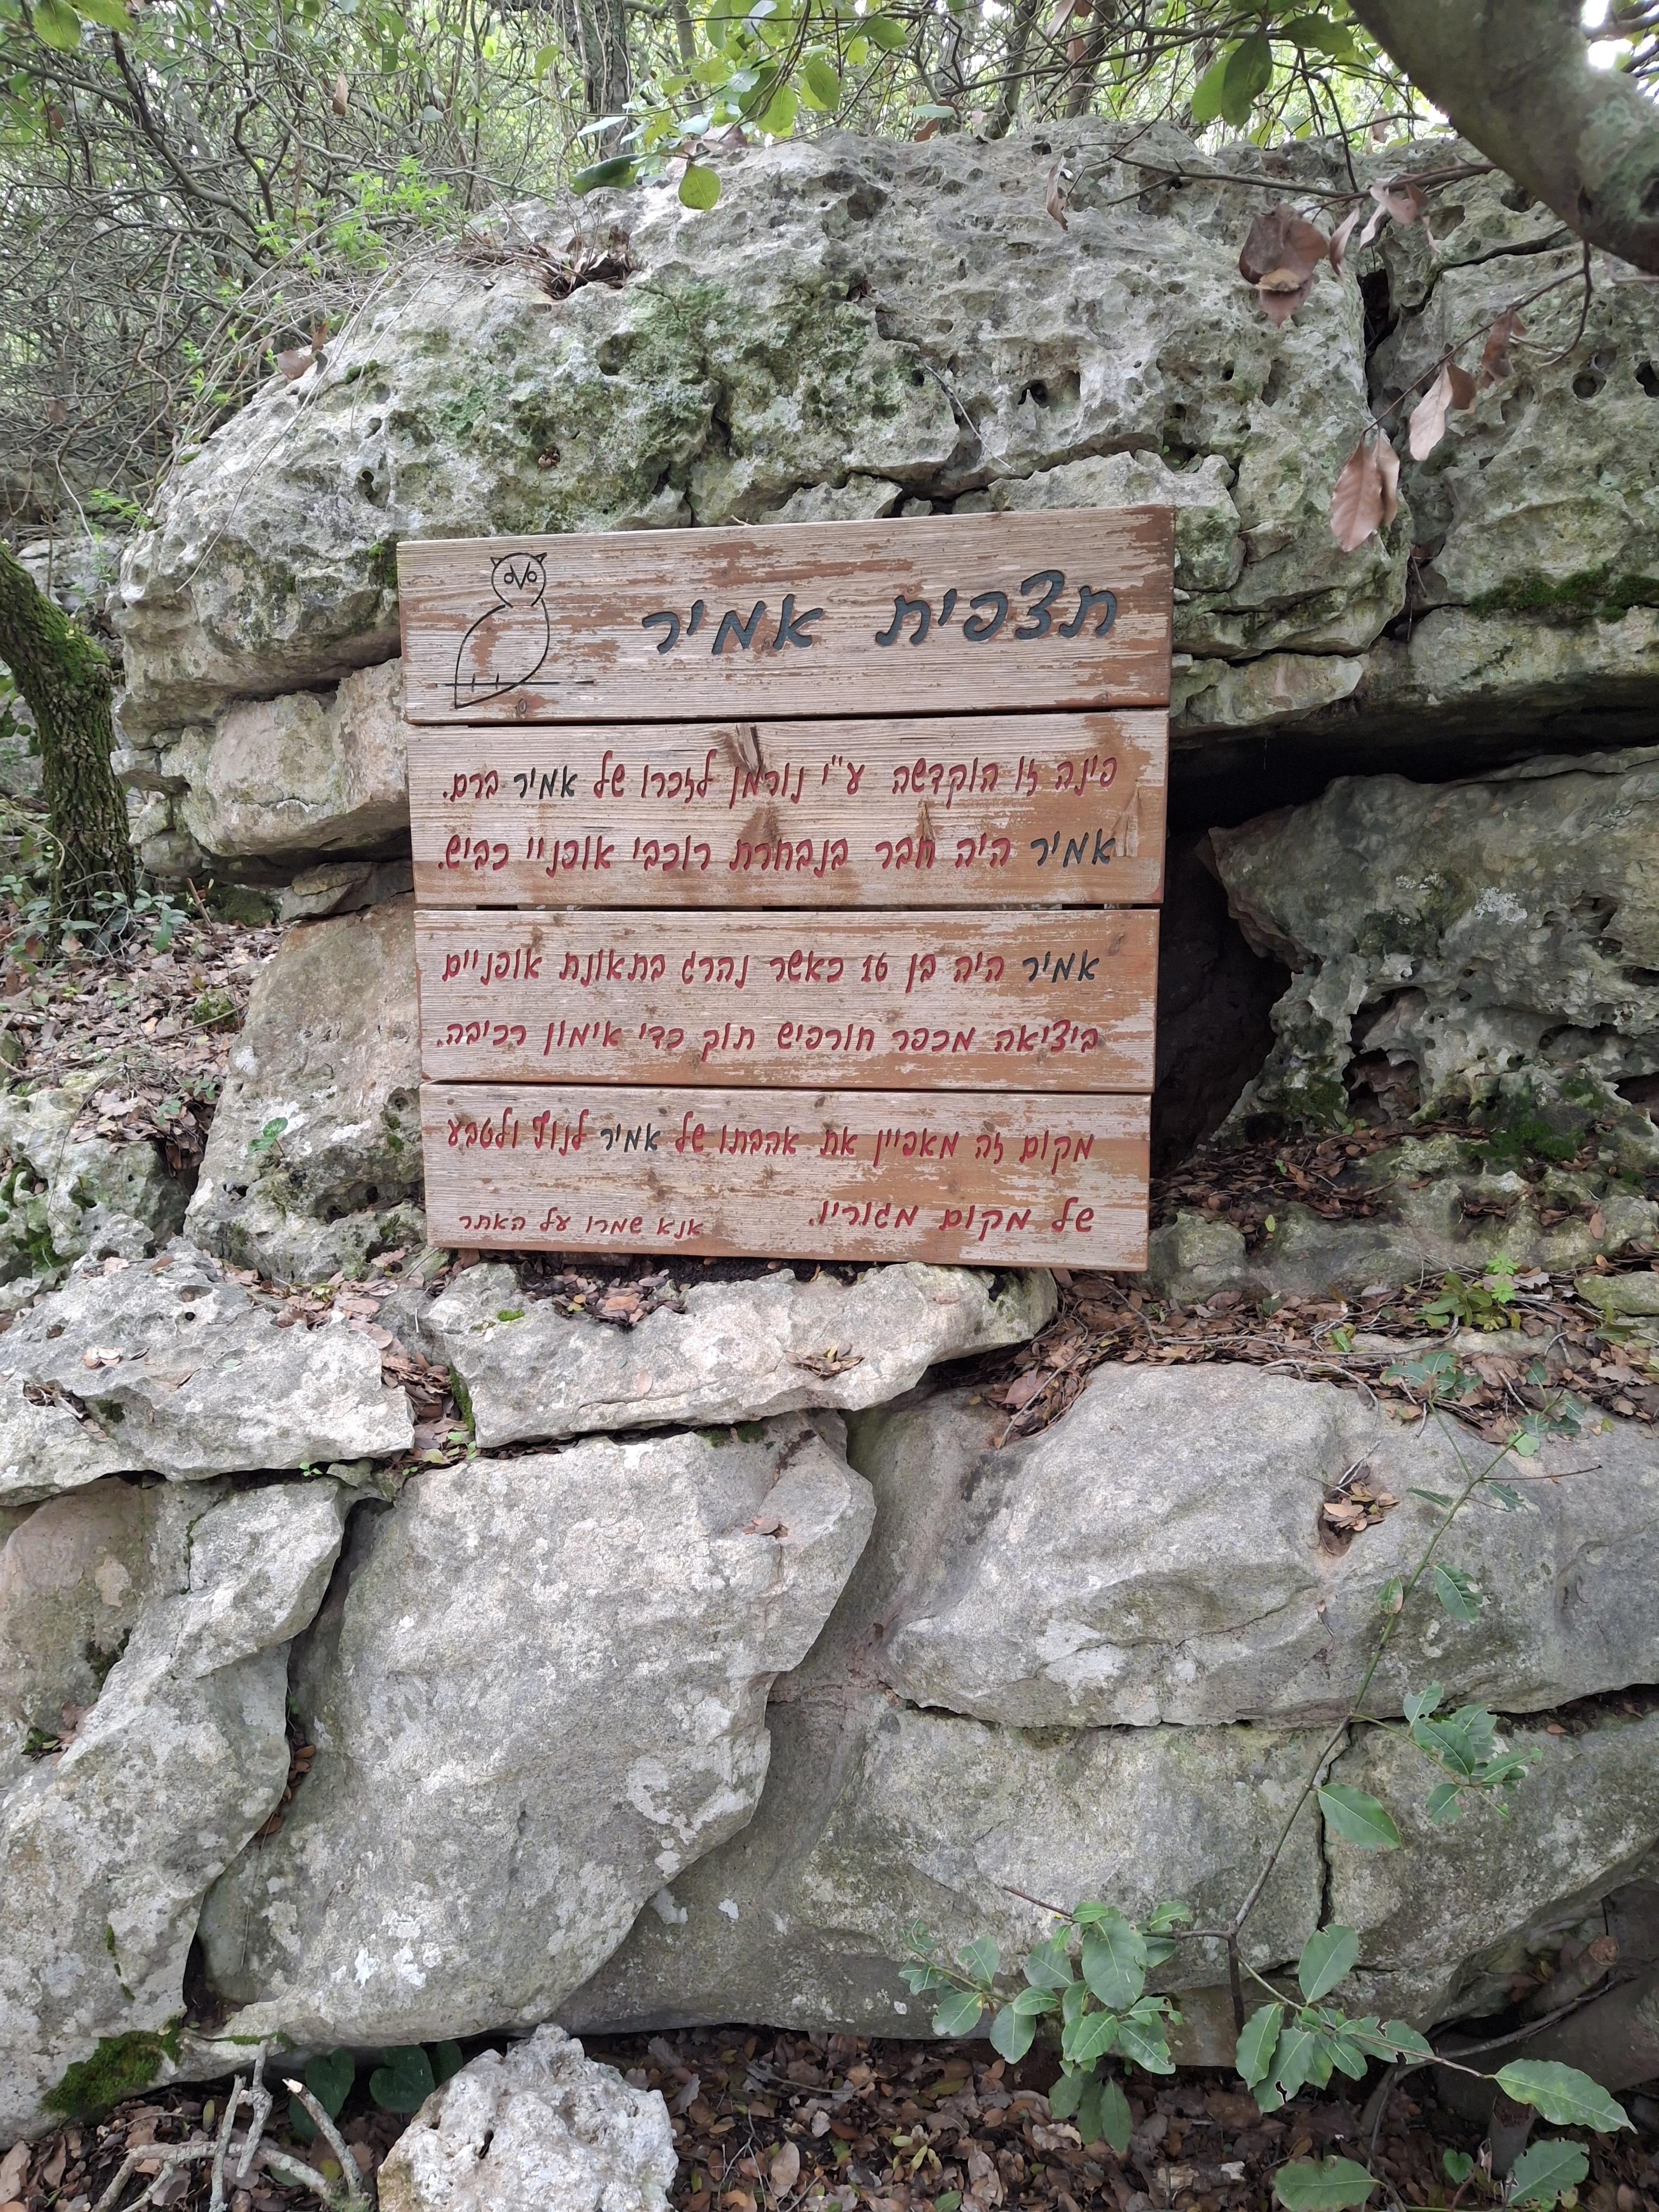 תצפית אמיר
פינה זו הוקדשה ע"י נורמן לזכרו של אמיר ברם.
אמיר היה חבר בנבחרת רוכבי אופניי כביש.
אמיר היה בן 16 כאשר נהרג בתאונת אופניים
ביציאה מכפר חורפיש תוך כדי אימון רכיבה.
מקום זה מאפיין את אהבתו של אמיר לנוף ולטבע
של מקום מגוריו.
אנא שמרו על האתר